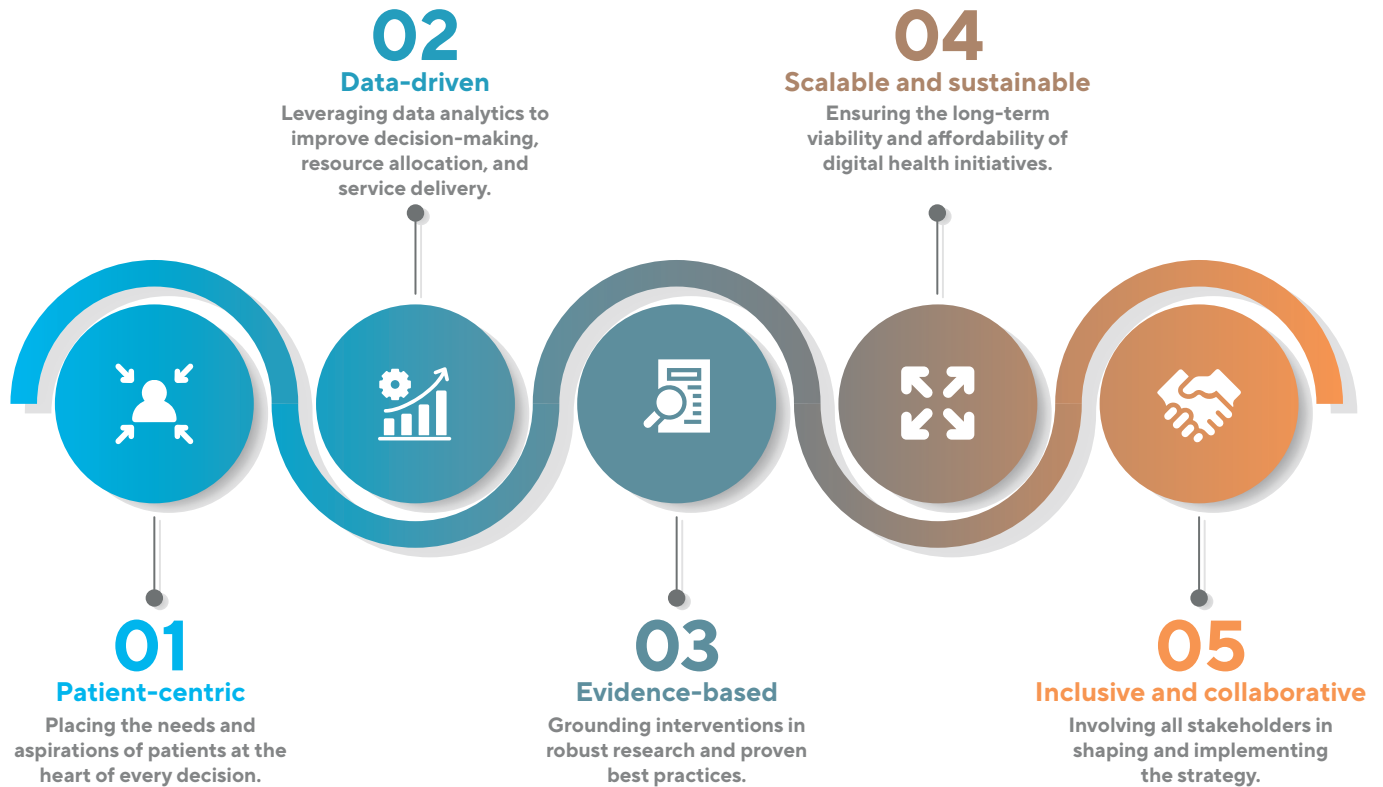 01
Patient-centric
Placing the needs and
aspirations of patients at the
heart of every decision.
02
Data-driven
Leveraging data analytics to
improve decision-making,
resource allocation, and
service delivery.
03
Evidence-based
Grounding interventions in
robust research and proven
best practices.
04
Scalable and sustainable
Ensuring the long-term
viability and affordability of
digital health initiatives.
05
Inclusive and collaborative
Involving all stakeholders in
shaping and implementing
the strategy.